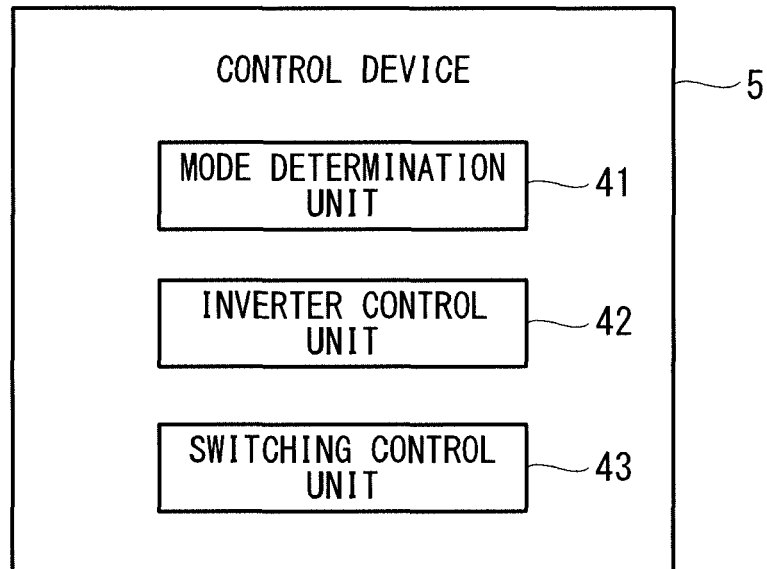 CONTROL DEVICE
5
MODE DETERMINATION
UNIT
41
INVERTER CONTROL
UNIT
42
SWITCHING CONTROL
UNIT
43